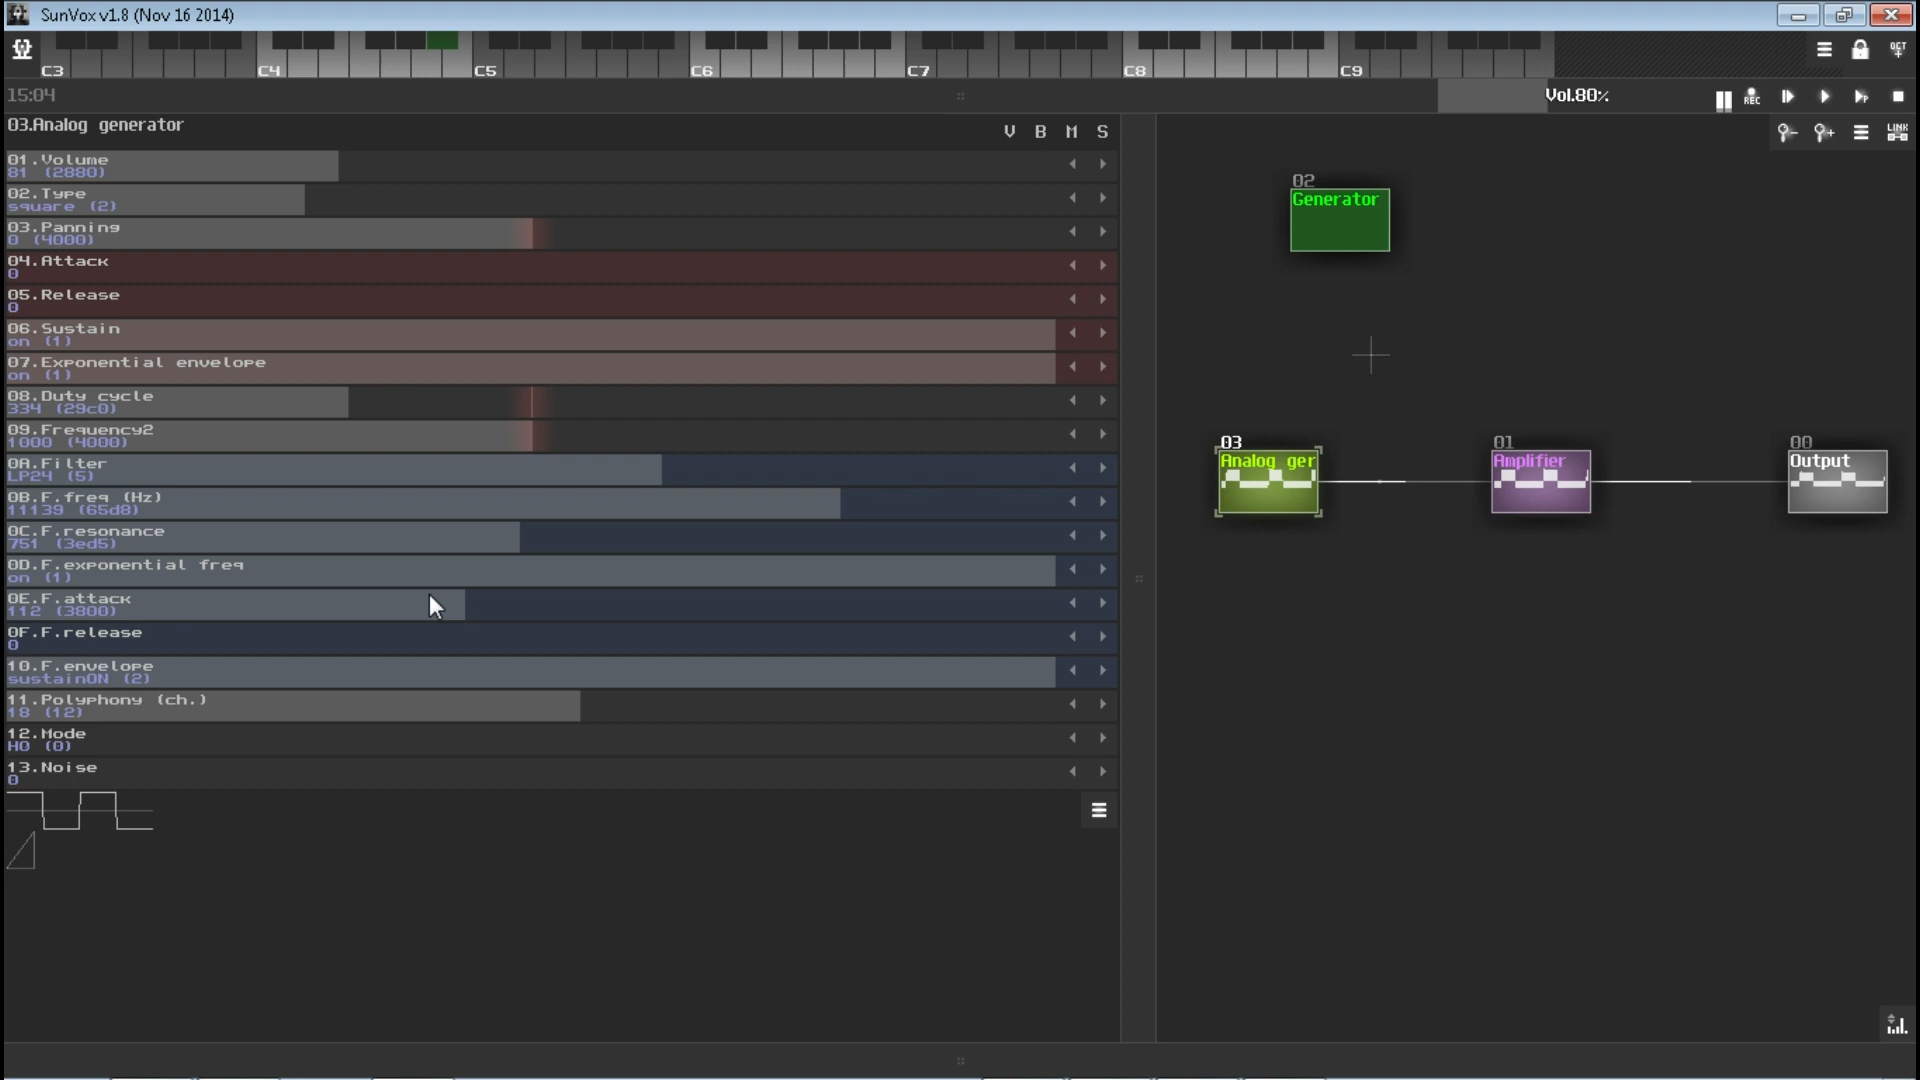 SunVox v1.8 (Nov 16 2014)
C3 C4 C5 C6 C7 C8 C9
OCT
15:04
Vol.80%
REC
P
03.Analog generator
V B M S
LINK
01.Volume
81 (2880)
02.Type
square (2)
03.Panning
0 (4000)
04.Attack
0
05.Release
0
06.Sustain
on (1)
07.Exponential envelope
on (1)
08.Duty cycle
334 (29c0)
09.Frequency2
1000 (4000)
0A.Filter
LP24 (5)
0B.F.freq (Hz)
11139 (65d8)
0C.F.resonance
751 (3ed5)
0D.F.exponential freq
on (1)
0E.F.attack
112 (3800)
0F.F.release
0
10.F.envelope
sustainON (2)
11.Polyphony (ch.)
18 (12)
12.Mode
HQ (0)
13.Noise
0
02
Generator
03
Analog ger
01
Amplifier
00
Output